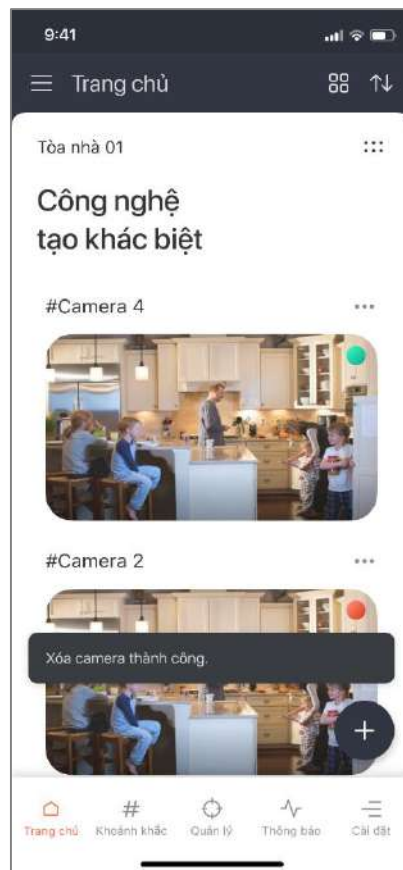 9:41
Trang chủ
Tòa nhà 01
Công nghệ
tạo khác biệt
#Camera 4
#Camera 2
Xóa camera thành công.
Trang chủ
Khoảnh khắc
Quản lý
Thông báo
Cài đặt